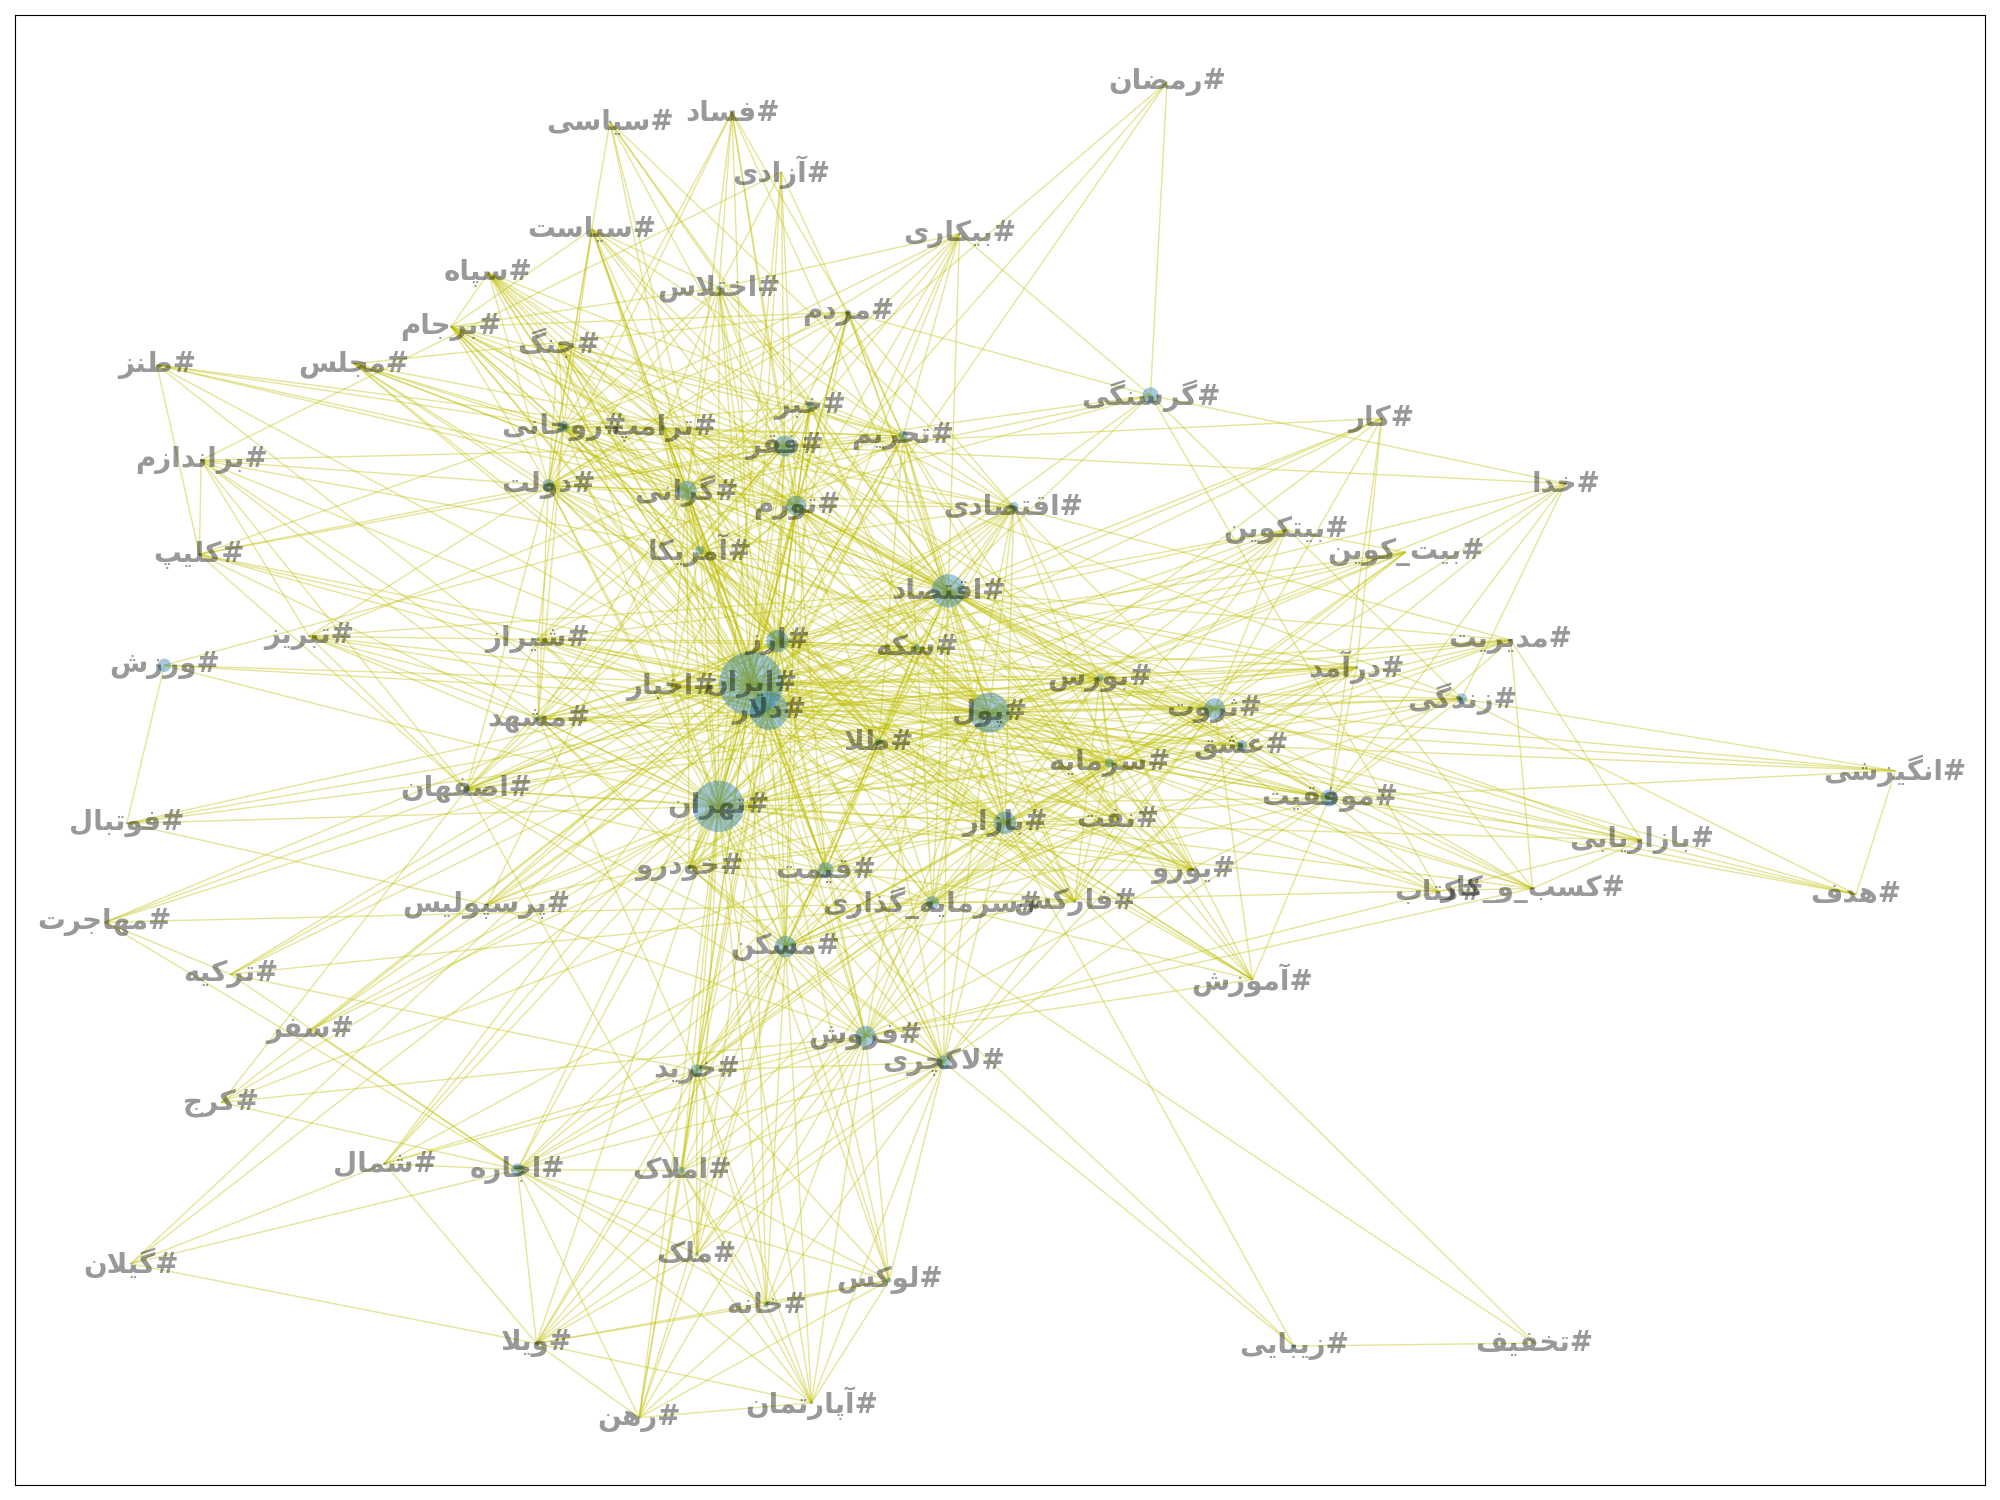 #رمضان
#فساد
#سیاسی
#آزادی
#سیاست
#بیکاری
#سپاه
#اختلاس
#مردم
#برجام
#جنگ
#مجلس
#طنز
#گرسنگی
#خبر
#کار
#تحریم
#ترامپ
#روحانی
#فقر
#براندازم
#خدا
#دولت
#گرانی
#تورم
#اقتصادی
#بیتکوین
#بیت_کوین
#آمریکا
#کلیپ
#اقتصاد
#مدیریت
#ارز
#سکه
#شیراز
#تبریز
#ورزش
#درآمد
#بورس
#ایران
#اخبار
#زندگی
#ثروت
#پول
#دلار
#مشهد
#طلا
#عشق
#سرمایه
#انگیزشی
#اصفهان
#موفقیت
#تهران
#فوتبال
#بازار
#نفت
#بازاریابی
#خودرو
#قیمت
#یورو
#کسب_و_کار
#کتاب
#هدف
#پرسپولیس
#سرمایه_گذاری
#فارکس
#مهاجرت
#مسکن
#ترکیه
#آموزش
#سفر
#فروش
#لاکچری
#خرید
#کرج
#شمال
#اجاره
#املاک
#گیلان
#ملک
#لوکس
#خانه
#ویلا
#زیبایی
#تخفیف
#آپارتمان
#رهن